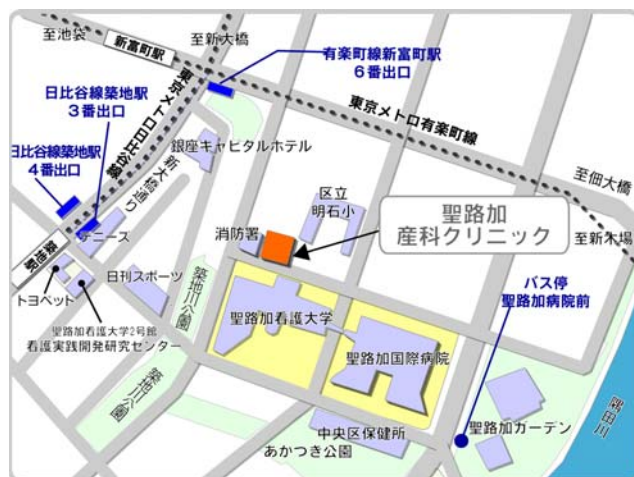 至池袋
新富町駅
至新大橋
有楽町線新富町駅
6番出口
日比谷線築地駅
3番出口
東京メトロ日比谷線
東京メトロ有楽町線
日比谷線築地駅
4番出口
新大橋通り
銀座キャピタルホテル
至佃大橋
区立
明石小
聖路加
産科クリニック
消防署
至新木場
デニーズ
築地駅
日刊スポーツ
トヨペット
築地川公園
バス停
聖路加病院前
聖路加看護大学2号館
看護実践開発研究センター
聖路加看護大学
聖路加国際病院
築地川公園
隅田川
聖路加ガーデン
中央区保健所
あかつき公園